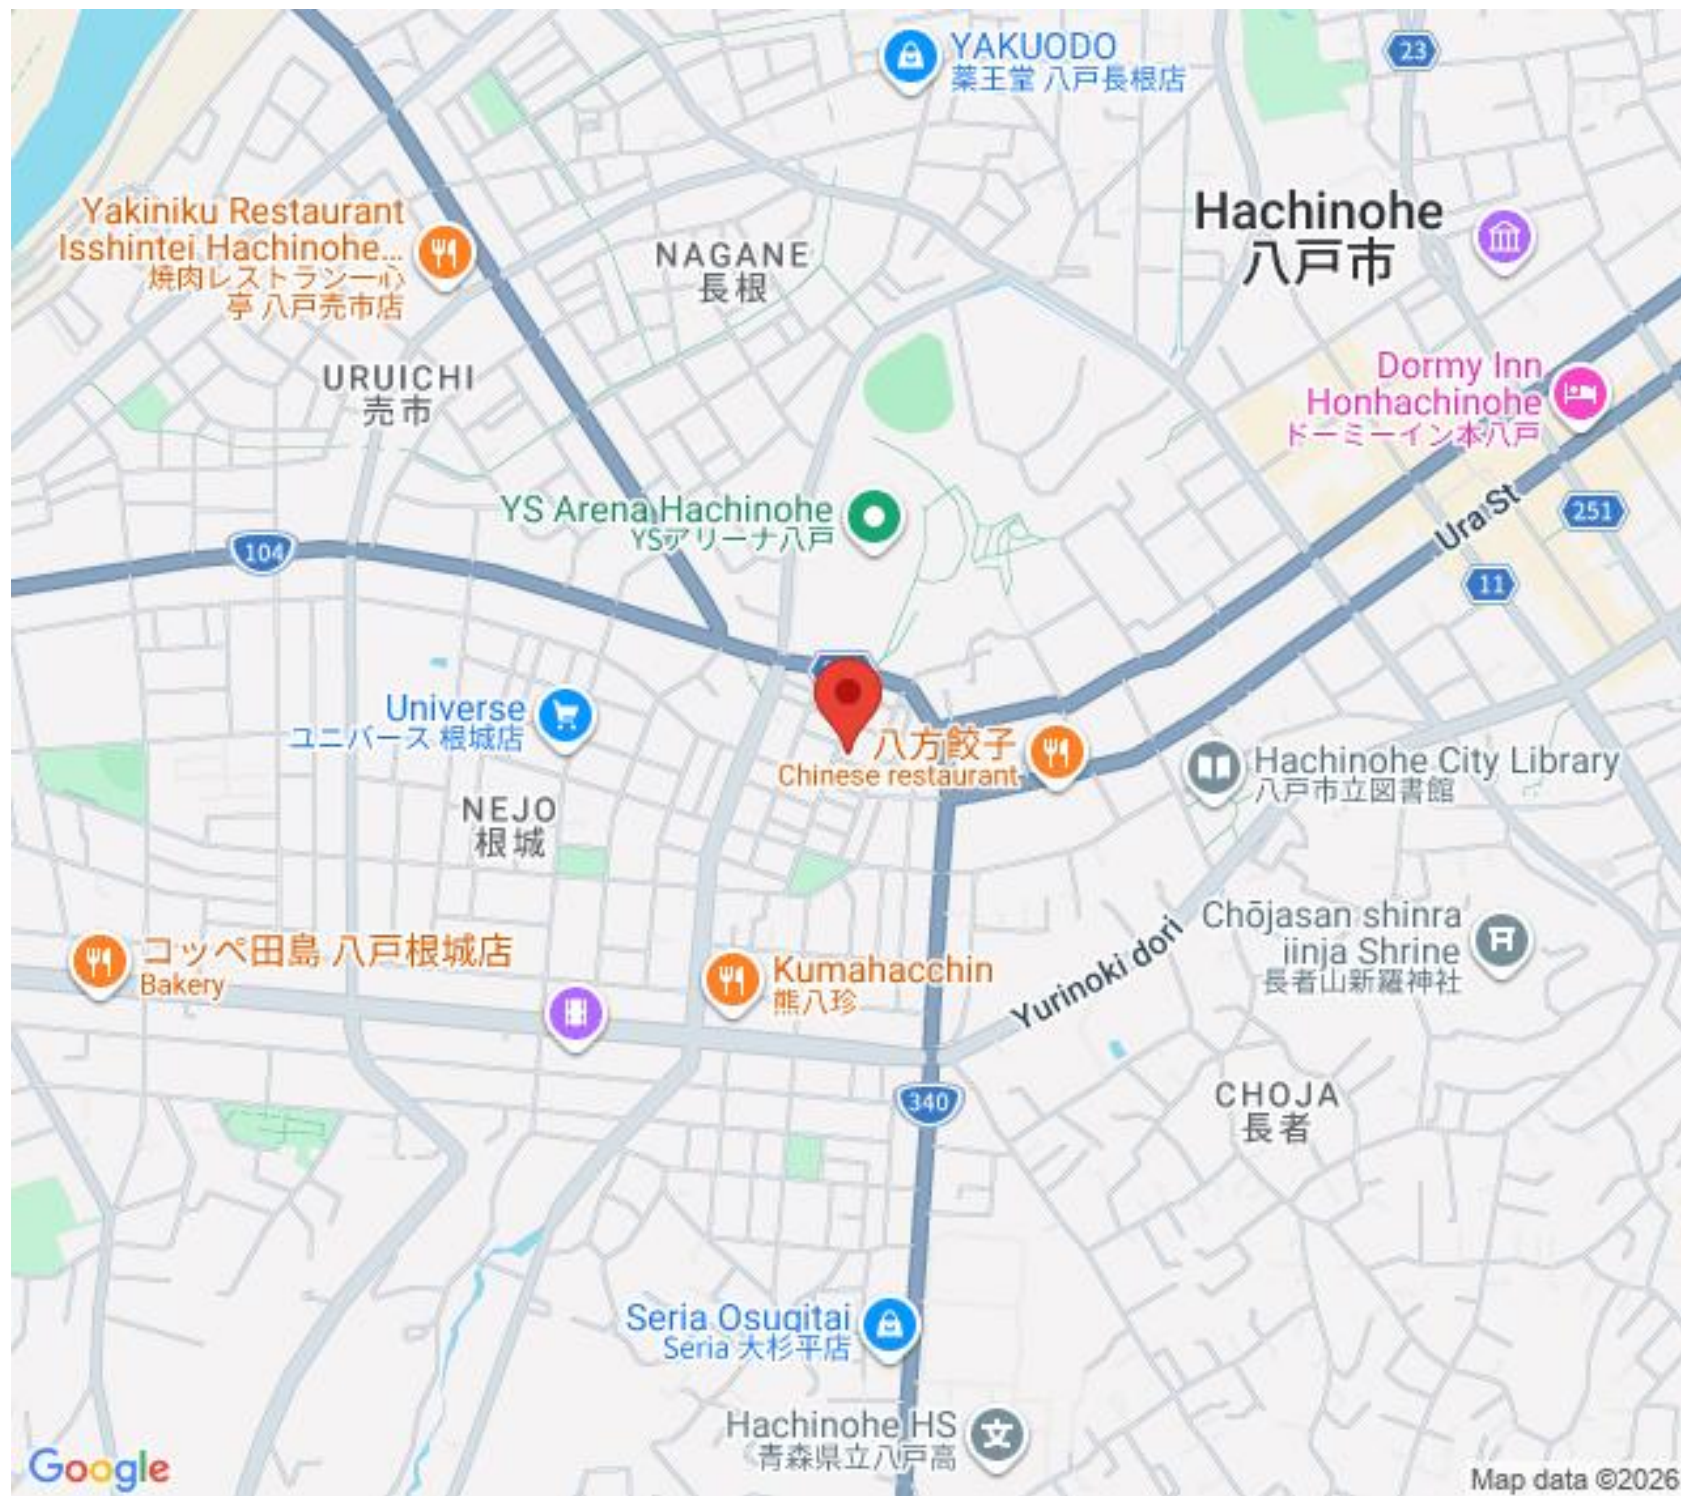 YAKUODO
薬王堂 八戸長根店
23
Yakiniku Restaurant
Isshintei Hachinohe...
焼肉レストラン一心
亭 八戸売市店
NAGANE
長根
Hachinohe
八戸市
URUICHI
売市
Dormy Inn
Honhachinohe
ドーミーイン本八戸
YS Arena Hachinohe
YSアリーナ八戸
Ura St
251
104
11
Universe
ユニバース 根城店
八方餃子
Chinese restaurant
Hachinohe City Library
八戸市立図書館
NEJO
根城
Chōjasan shinra
iinja Shrine
長者山新羅神社
コッペ田島 八戸根城店
Bakery
Kumahacchin
熊八珍
Yurinoki dori
340
CHOJA
長者
Seria Osugitai
Seria 大杉平店
Hachinohe HS
青森県立八戸高
Google
Map data ©2026